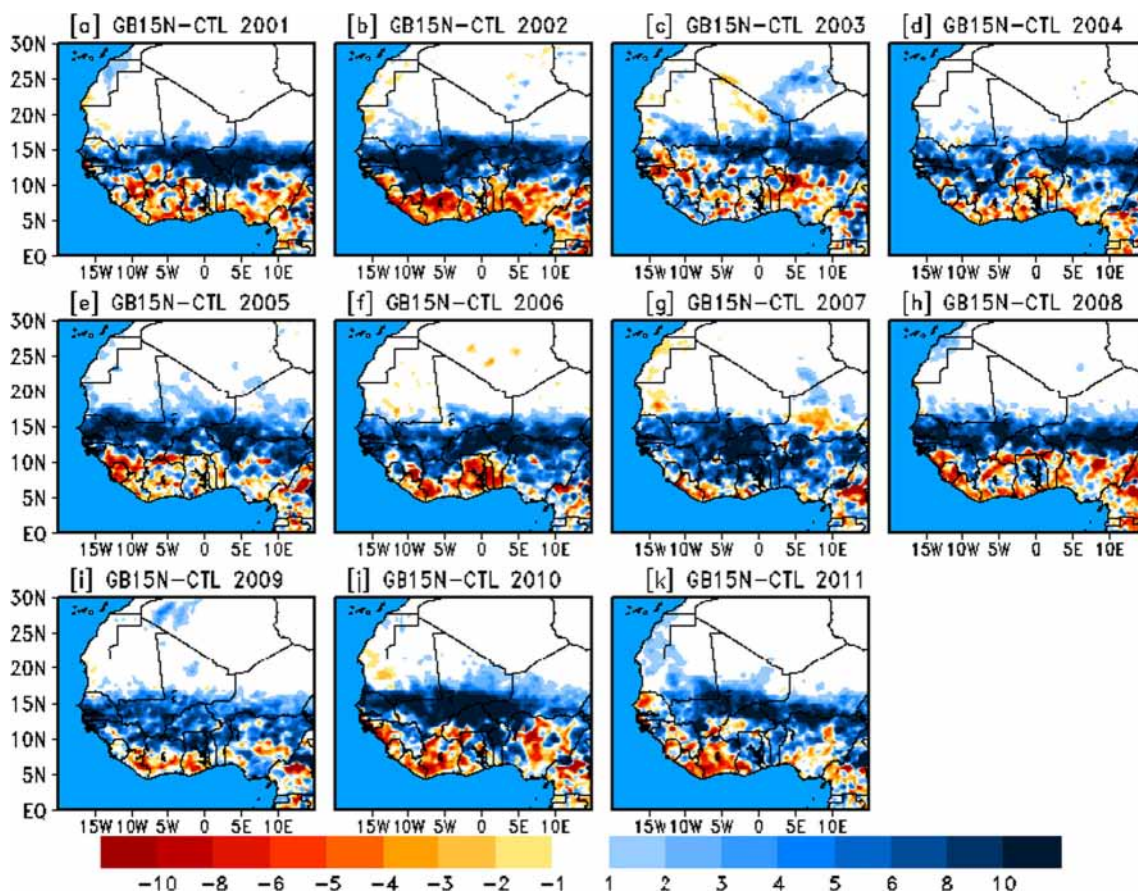 [a] GB15N-CTL 2001 [b] GB15N-CTL 2002 [c] GB15N-CTL 2003 [d] GB15N-CTL 2004
30N
25N
20N
15N
10N
5N
EQ
15W 10W 5W 0 5E 10E 15W 10W 5W 0 5E 10E 15W 10W 5W 0 5E 10E 15W 10W 5W 0 5E 10E
[e] GB15N-CTL 2005 [f] GB15N-CTL 2006 [g] GB15N-CTL 2007 [h] GB15N-CTL 2008
30N
25N
20N
15N
10N
5N
EQ
15W 10W 5W 0 5E 10E 15W 10W 5W 0 5E 10E 15W 10W 5W 0 5E 10E 15W 10W 5W 0 5E 10E
[i] GB15N-CTL 2009 [j] GB15N-CTL 2010 [k] GB15N-CTL 2011
30N
25N
20N
15N
10N
5N
EQ
15W 10W 5W 0 5E 10E 15W 10W 5W 0 5E 10E 15W 10W 5W 0 5E 10E
-10 -8 -6 -5 -4 -3 -2 -1 1 2 3 4 5 6 8 10